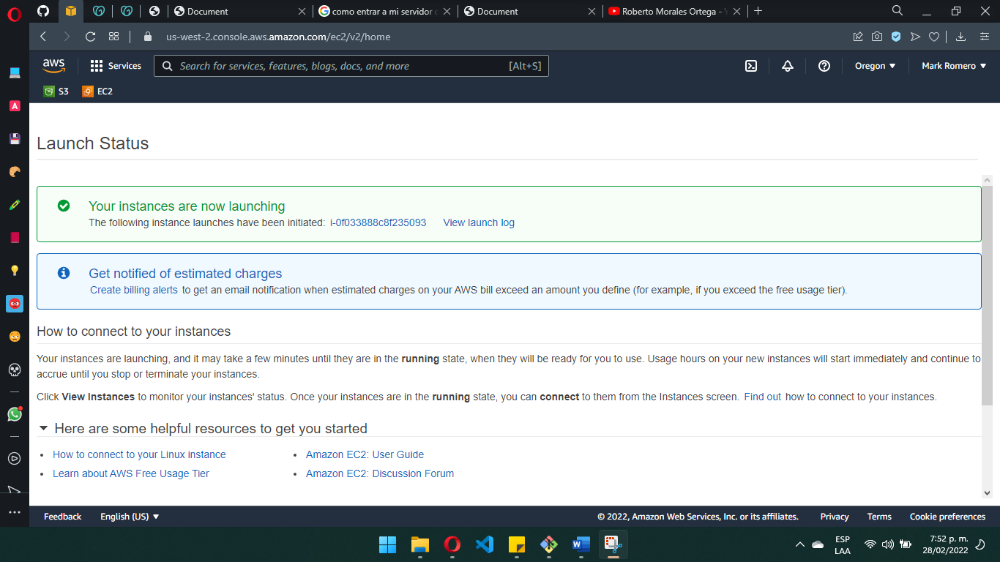 Document
como entrar a mi servidor
Document
Roberto Morales Ortega -
us-west-2.console.aws.amazon.com/ec2/v2/home
aws
Services
Search for services, features, blogs, docs, and more
[Alt+S]
Oregon
Mark Romero
S3
EC2
Launch Status
Your instances are now launching
The following instance launches have been initiated: i-0f033888c8f235093 View launch log
Get notified of estimated charges
Create billing alerts to get an email notification when estimated charges on your AWS bill exceed an amount you define (for example, if you exceed the free usage tier).
How to connect to your instances
Your instances are launching, and it may take a few minutes until they are in the running state, when they will be ready for you to use. Usage hours on your new instances will start immediately and continue to
accrue until you stop or terminate your instances.
Click View Instances to monitor your instances' status. Once your instances are in the running state, you can connect to them from the Instances screen. Find out how to connect to your instances.
Here are some helpful resources to get you started
• How to connect to your Linux instance
• Amazon EC2: User Guide
• Learn about AWS Free Usage Tier
• Amazon EC2: Discussion Forum
Feedback
English (US)
© 2022, Amazon Web Services, Inc. or its affiliates.
Privacy
Terms
Cookie preferences
ESP
LAA
7:52 p. m.
28/02/2022